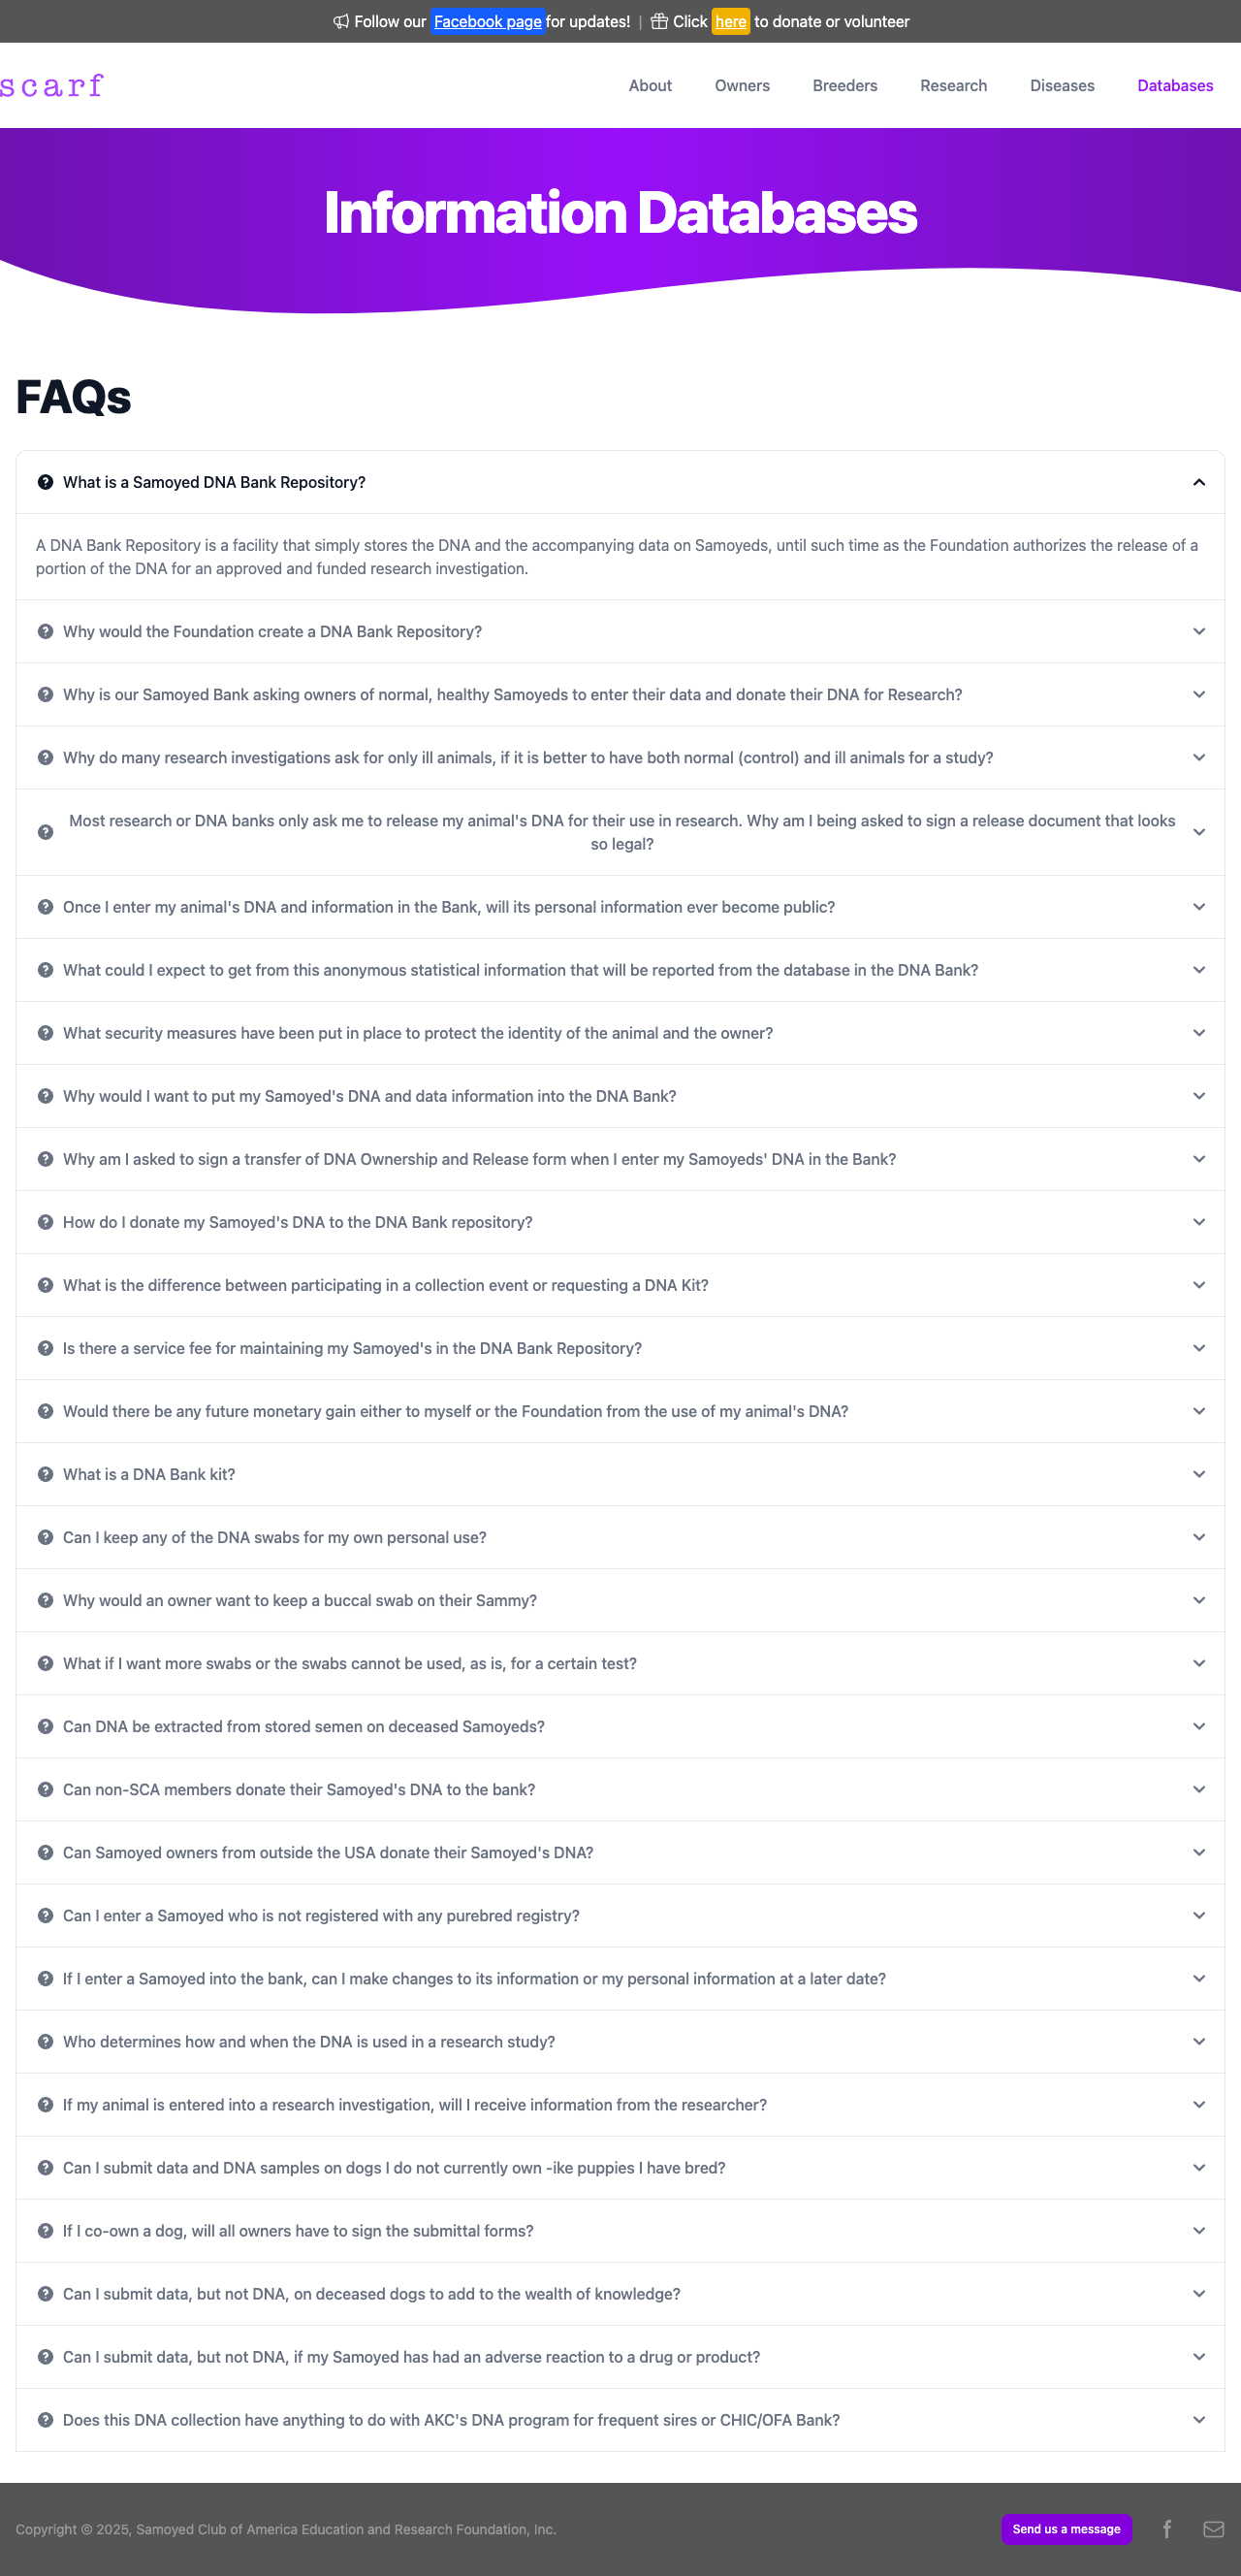 Follow our Facebook page for updates! | Click here to donate or volunteer
scarf
About Owners Breeders Research Diseases Databases
Information Databases
FAQs
What is a Samoyed DNA Bank Repository?
A DNA Bank Repository is a facility that simply stores the DNA and the accompanying data on Samoyeds, until such time as the Foundation authorizes the release of a
portion of the DNA for an approved and funded research investigation.
Why would the Foundation create a DNA Bank Repository?
Why is our Samoyed Bank asking owners of normal, healthy Samoyeds to enter their data and donate their DNA for Research?
Why do many research investigations ask for only ill animals, if it is better to have both normal (control) and ill animals for a study?
Most research or DNA banks only ask me to release my animal's DNA for their use in research. Why am I being asked to sign a release document that looks
so legal?
Once I enter my animal's DNA and information in the Bank, will its personal information ever become public?
What could I expect to get from this anonymous statistical information that will be reported from the database in the DNA Bank?
What security measures have been put in place to protect the identity of the animal and the owner?
Why would I want to put my Samoyed's DNA and data information into the DNA Bank?
Why am I asked to sign a transfer of DNA Ownership and Release form when I enter my Samoyeds' DNA in the Bank?
How do I donate my Samoyed's DNA to the DNA Bank repository?
What is the difference between participating in a collection event or requesting a DNA Kit?
Is there a service fee for maintaining my Samoyed's in the DNA Bank Repository?
Would there be any future monetary gain either to myself or the Foundation from the use of my animal's DNA?
What is a DNA Bank kit?
Can I keep any of the DNA swabs for my own personal use?
Why would an owner want to keep a buccal swab on their Sammy?
What if I want more swabs or the swabs cannot be used, as is, for a certain test?
Can DNA be extracted from stored semen on deceased Samoyeds?
Can non-SCA members donate their Samoyed's DNA to the bank?
Can Samoyed owners from outside the USA donate their Samoyed's DNA?
Can I enter a Samoyed who is not registered with any purebred registry?
If I enter a Samoyed into the bank, can I make changes to its information or my personal information at a later date?
Who determines how and when the DNA is used in a research study?
If my animal is entered into a research investigation, will I receive information from the researcher?
Can I submit data and DNA samples on dogs I do not currently own -ike puppies I have bred?
If I co-own a dog, will all owners have to sign the submittal forms?
Can I submit data, but not DNA, on deceased dogs to add to the wealth of knowledge?
Can I submit data, but not DNA, if my Samoyed has had an adverse reaction to a drug or product?
Does this DNA collection have anything to do with AKC's DNA program for frequent sires or CHIC/OFA Bank?
Copyright © 2025, Samoyed Club of America Education and Research Foundation, Inc.
Send us a message